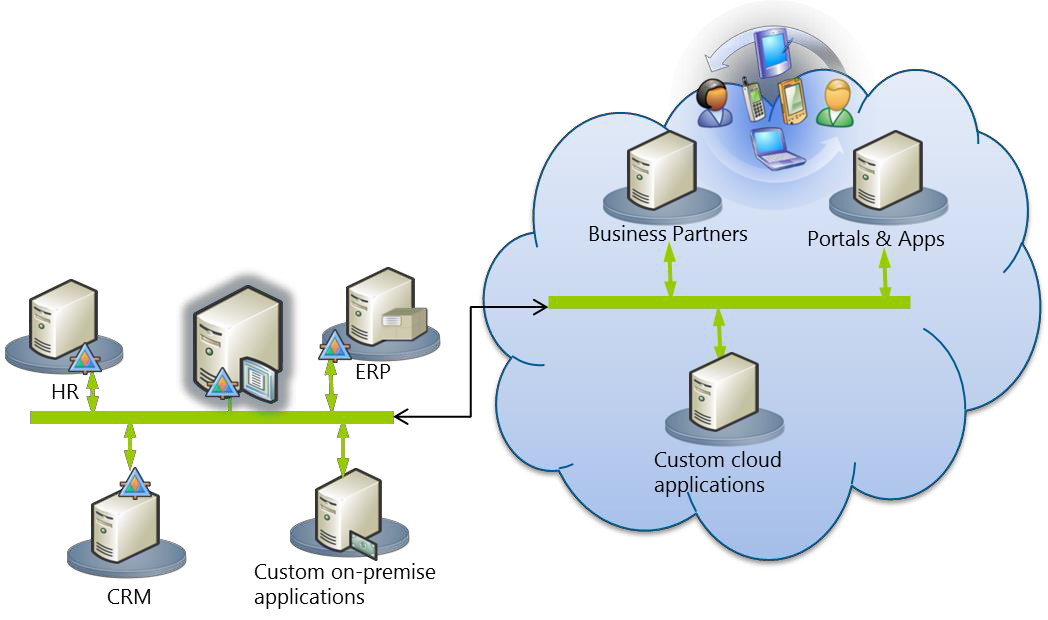 Business Partners
Portals & Apps
ERP
HR
Custom cloud
applications
Custom on-premise
applications
CRM